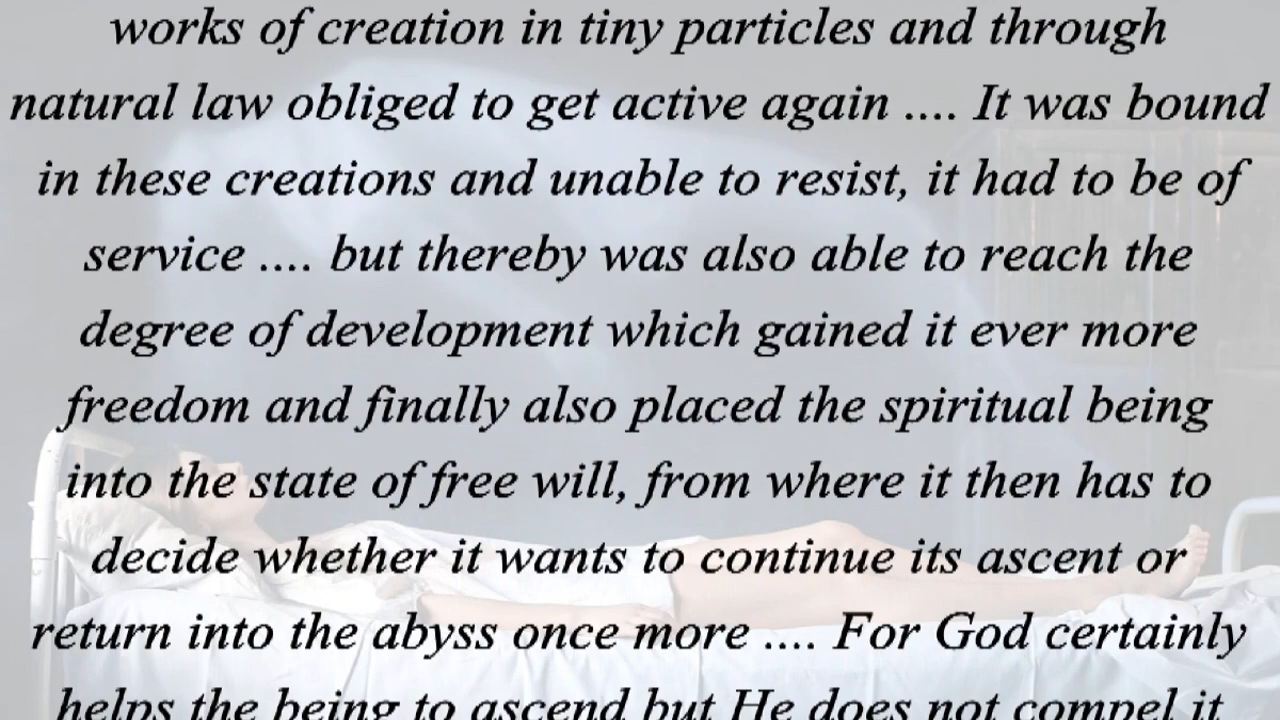 works of creation in tiny particles and through
natural law obliged to get active again .... It was bound
in these creations and unable to resist, it had to be of
service .... but thereby was also able to reach the
degree of development which gained it ever more
freedom and finally also placed the spiritual being
into the state of free will, from where it then has to
decide whether it wants to continue its ascent or
return into the abyss once more .... For God certainly
helps the being to ascend but He does not compel it